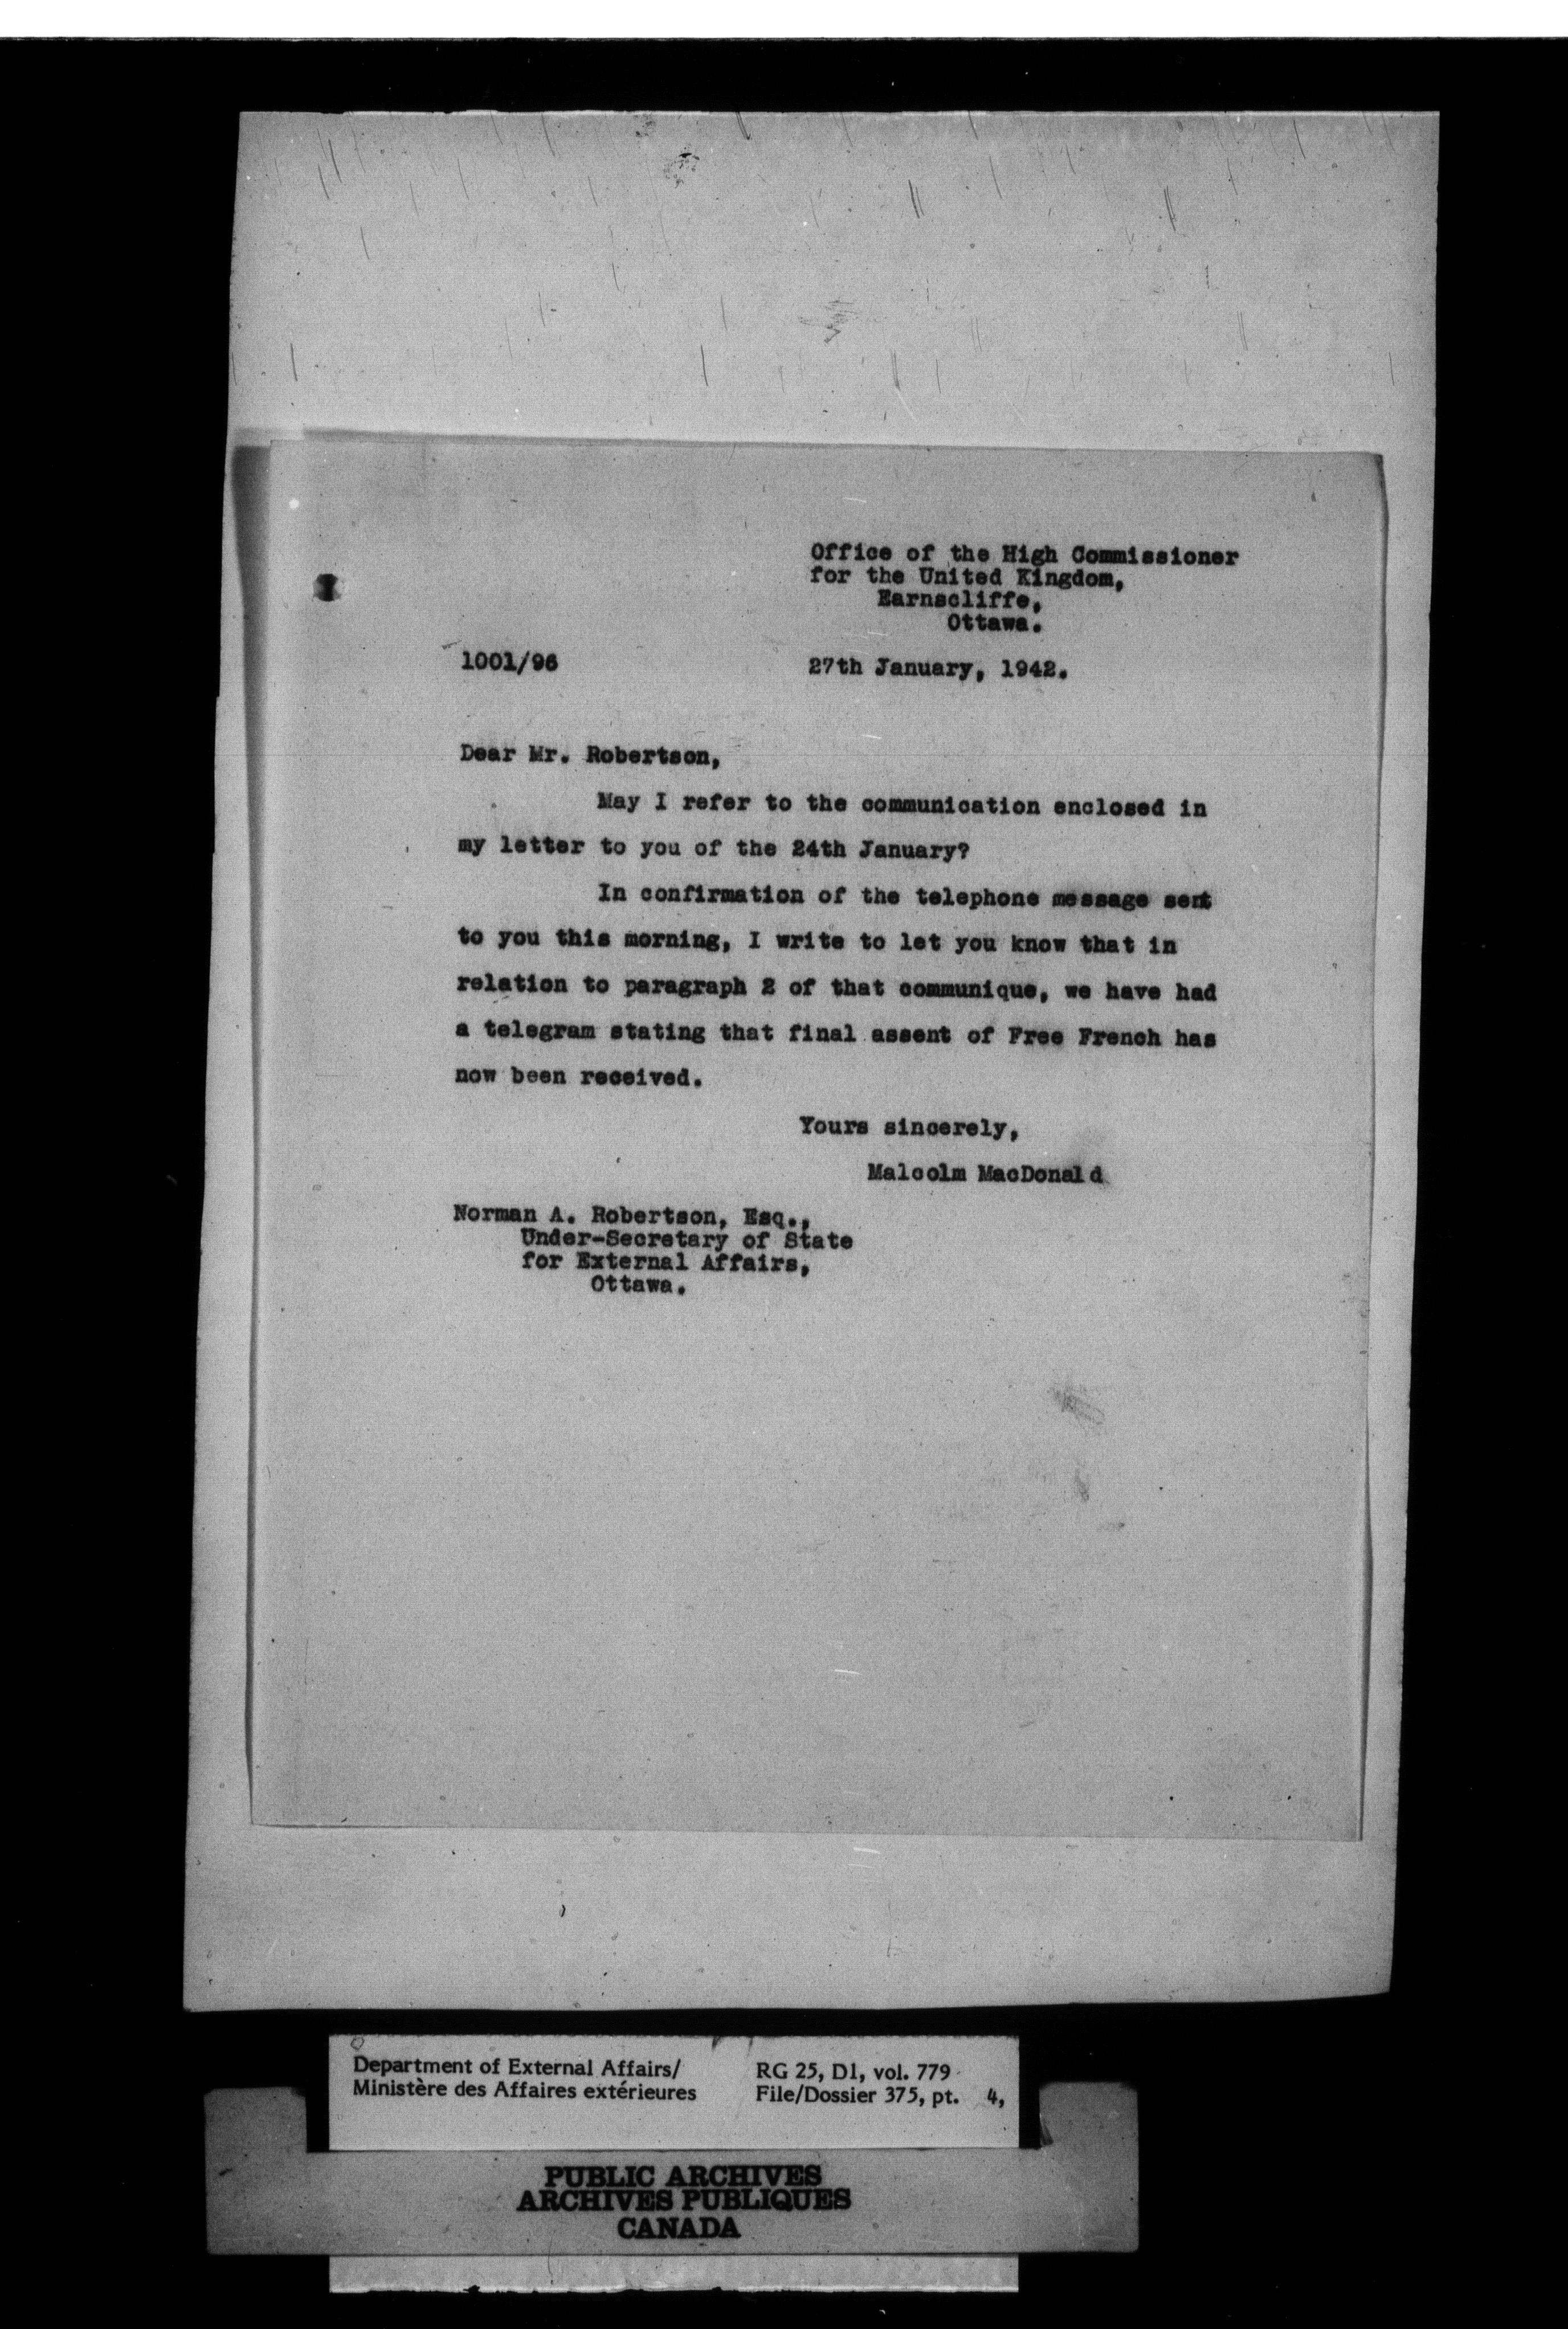 Office of the High Commissioner
for the United Kingdom,
Earnscliffe,
Ottawa.
1001/96
27th January, 1942.
Dear Mr. Robertson,
May I refer to the communication enclosed in
my letter to you of the 24th January?
In confirmation of the telephone message sent
to you this morning, I write to let you know that in
relation to paragraph 2 of that communique, we have had
a telegram stating that final assent of Free French has
now been received.
Yours sincerely,
Malcolm MacDonald
Norman A. Robertson, Esq.,
Under-Secretary of State
for External Affairs,
Ottawa.
Department of External Affairs/
Ministère des Affaires extérieures
RG 25, D1, vol. 779
File/Dossier 375, pt. 4,
PUBLIC ARCHIVES
ARCHIVES PUBLIQUES
CANADA